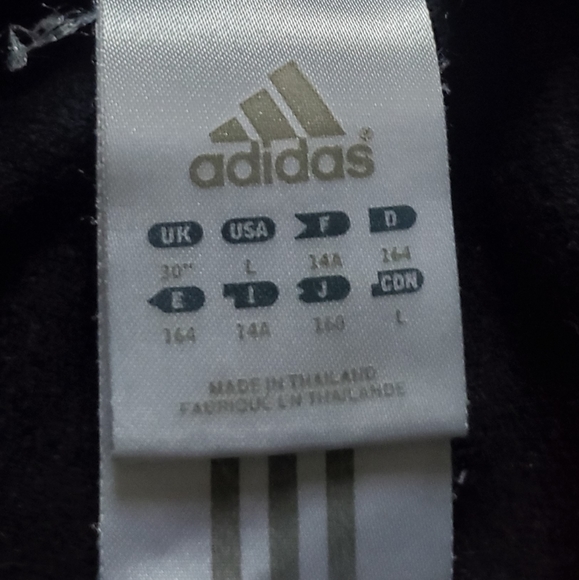 adidas®
UK USA F D
30" L 14A 164
E I J CDN
164 14A 160 L
MADE IN THAILAND
FABRIQUE EN THAILANDE